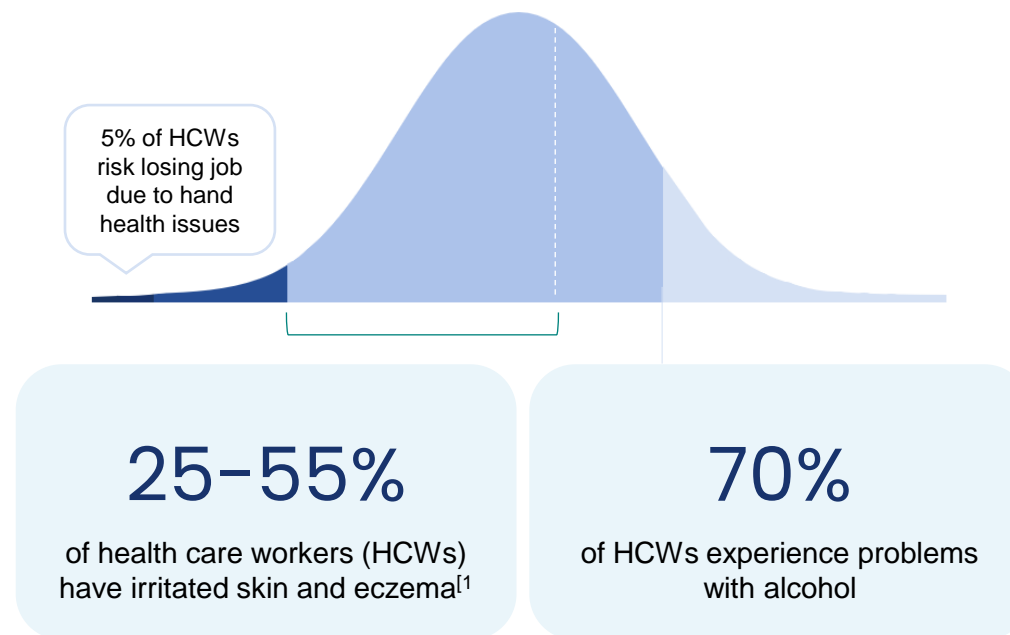 5% of HCWs
risk losing job
due to hand
health issues
25-55%
of health care workers (HCWs)
have irritated skin and eczema[1
70%
of HCWs experience problems
with alcohol